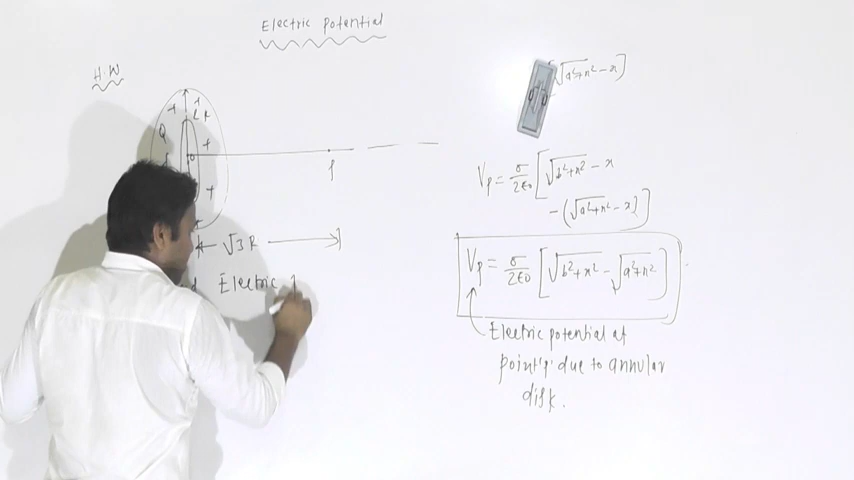 Electric potential
H.W
+
R
Q
+
+
√3 R
Electric
√a²+x² - x]
Vp = σ/2ε0 [√b²+x² - x
- (√a²+x² - x)]
Vp = σ/2ε0 [√b²+x² - √a²+x²]
Electric potential at
point 'p' due to annular
disk.